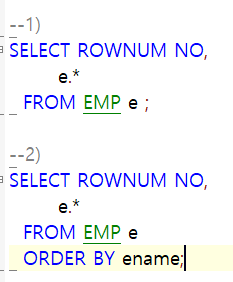 --1)
SELECT ROWNUM NO,
e.*
FROM EMP e ;
--2)
SELECT ROWNUM NO,
e.*
FROM EMP e
ORDER BY ename;